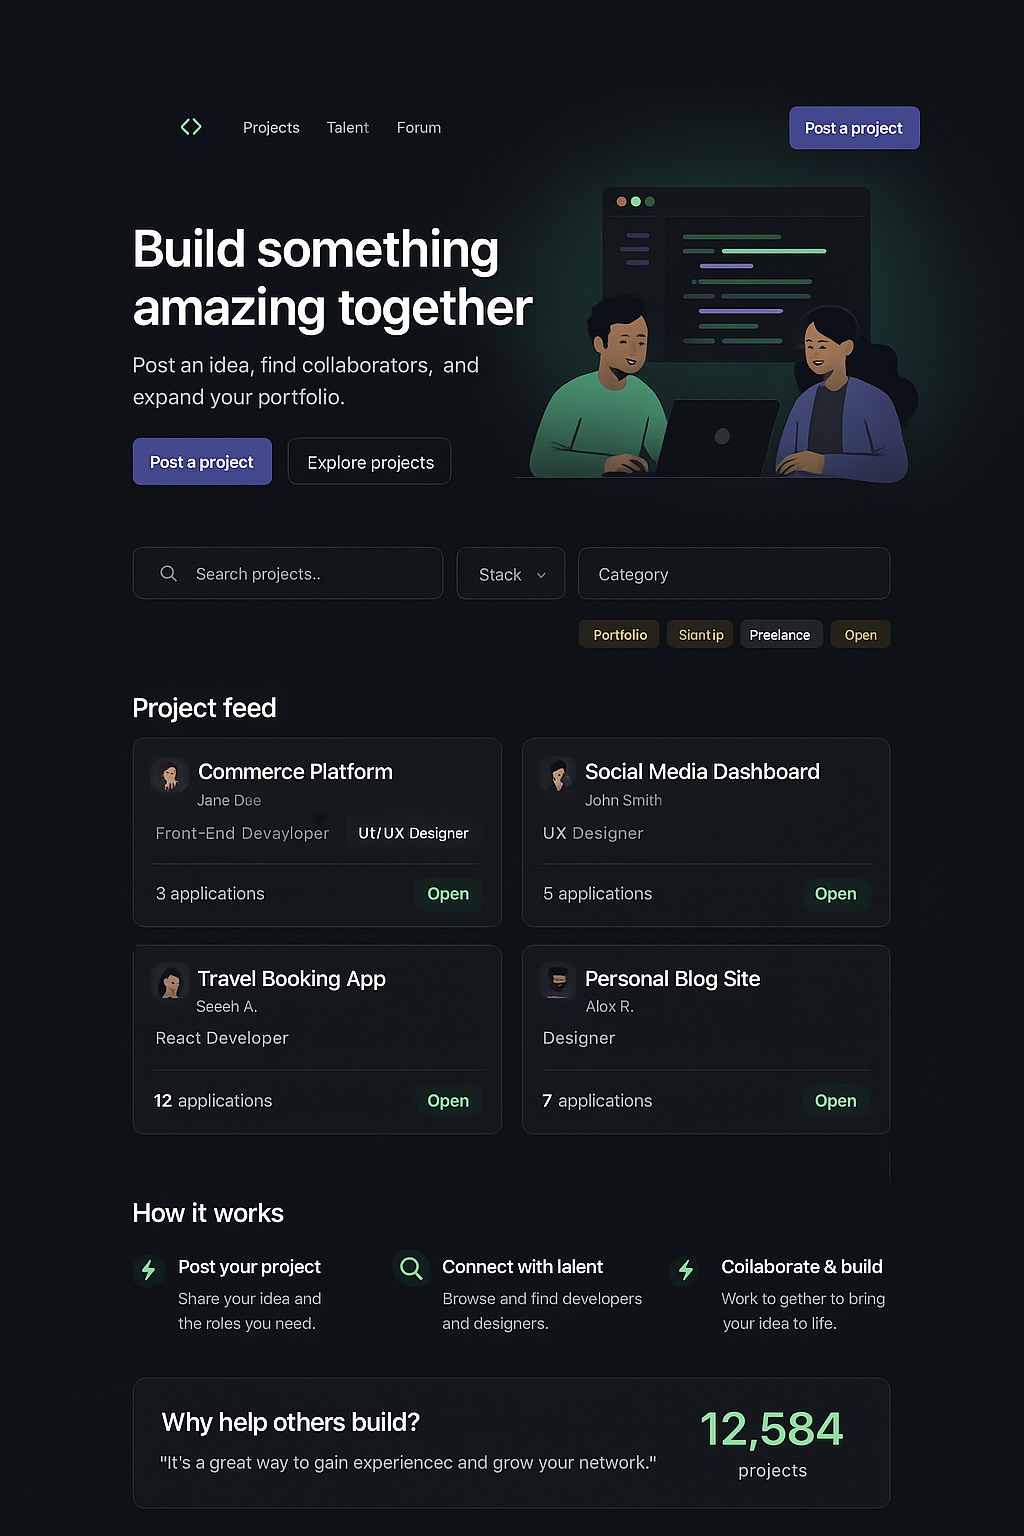 Projects Talent Forum Post a project
Build something
amazing together
Post an idea, find collaborators, and
expand your portfolio.
Post a project Explore projects
Search projects.. Stack Category
Portfolio Siantip Preelance Open
Project feed
Commerce Platform
Jane Dae
Front-End Devayloper Ut/UX Designer
3 applications Open
Social Media Dashboard
John Smith
UX Designer
5 applications Open
Travel Booking App
Seeeh A.
React Developer
12 applications Open
Personal Blog Site
Alox R.
Designer
7 applications Open
How it works
Post your project
Share your idea and
the roles you need.
Connect with lalent
Browse and find developers
and designers.
Coilaborate & build
Work to gether to bring
your idea to life.
Why help others build?
"It's a great way to gain experiencec and grow your network."
12,584
projects